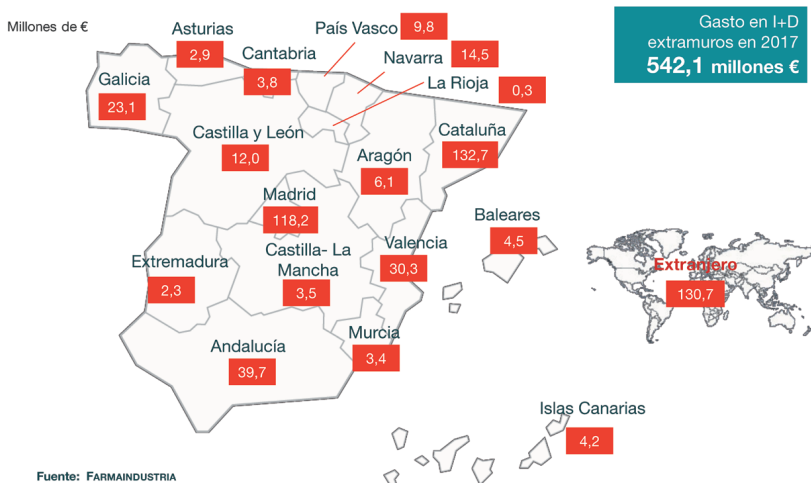 Millones de €
Gasto en I+D
extramuros en 2017
542,1 millones €
Asturias
2,9
Cantabria
3,8
País Vasco
9,8
Navarra
14,5
La Rioja
0,3
Galicia
23,1
Castilla y León
12,0
Aragón
6,1
Cataluña
132,7
Madrid
118,2
Baleares
4,5
Extremadura
2,3
Castilla- La
Mancha
3,5
Valencia
30,3
Extranjero
130,7
Andalucía
39,7
Murcia
3,4
Islas Canarias
4,2
Fuente: FARMAINDUSTRIA